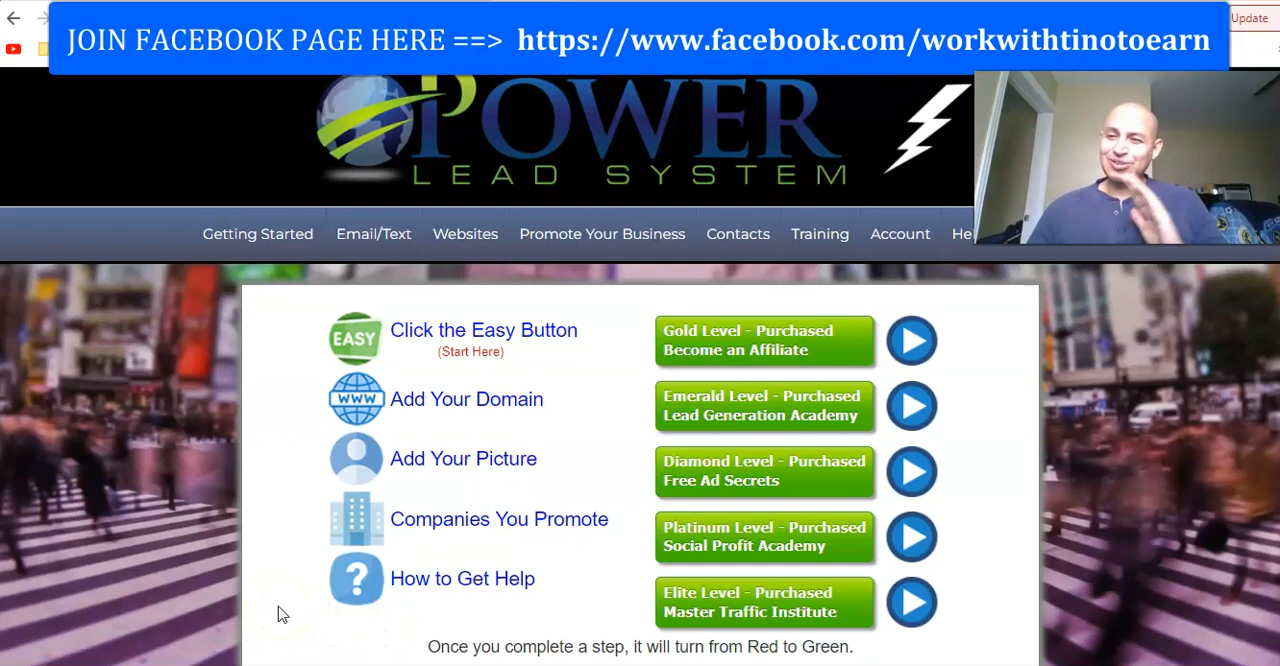 JOIN FACEBOOK PAGE HERE ==> https://www.facebook.com/workwithtinotoearn
Update
POWER
LEAD SYSTEM
Getting Started Email/Text Websites Promote Your Business Contacts Training Account Hel
EASY
Click the Easy Button
(Start Here)
Gold Level - Purchased
Become an Affiliate
WWW
Add Your Domain
Emerald Level - Purchased
Lead Generation Academy
Add Your Picture
Diamond Level - Purchased
Free Ad Secrets
Companies You Promote
Platinum Level - Purchased
Social Profit Academy
?
How to Get Help
Elite Level - Purchased
Master Traffic Institute
Once you complete a step, it will turn from Red to Green.